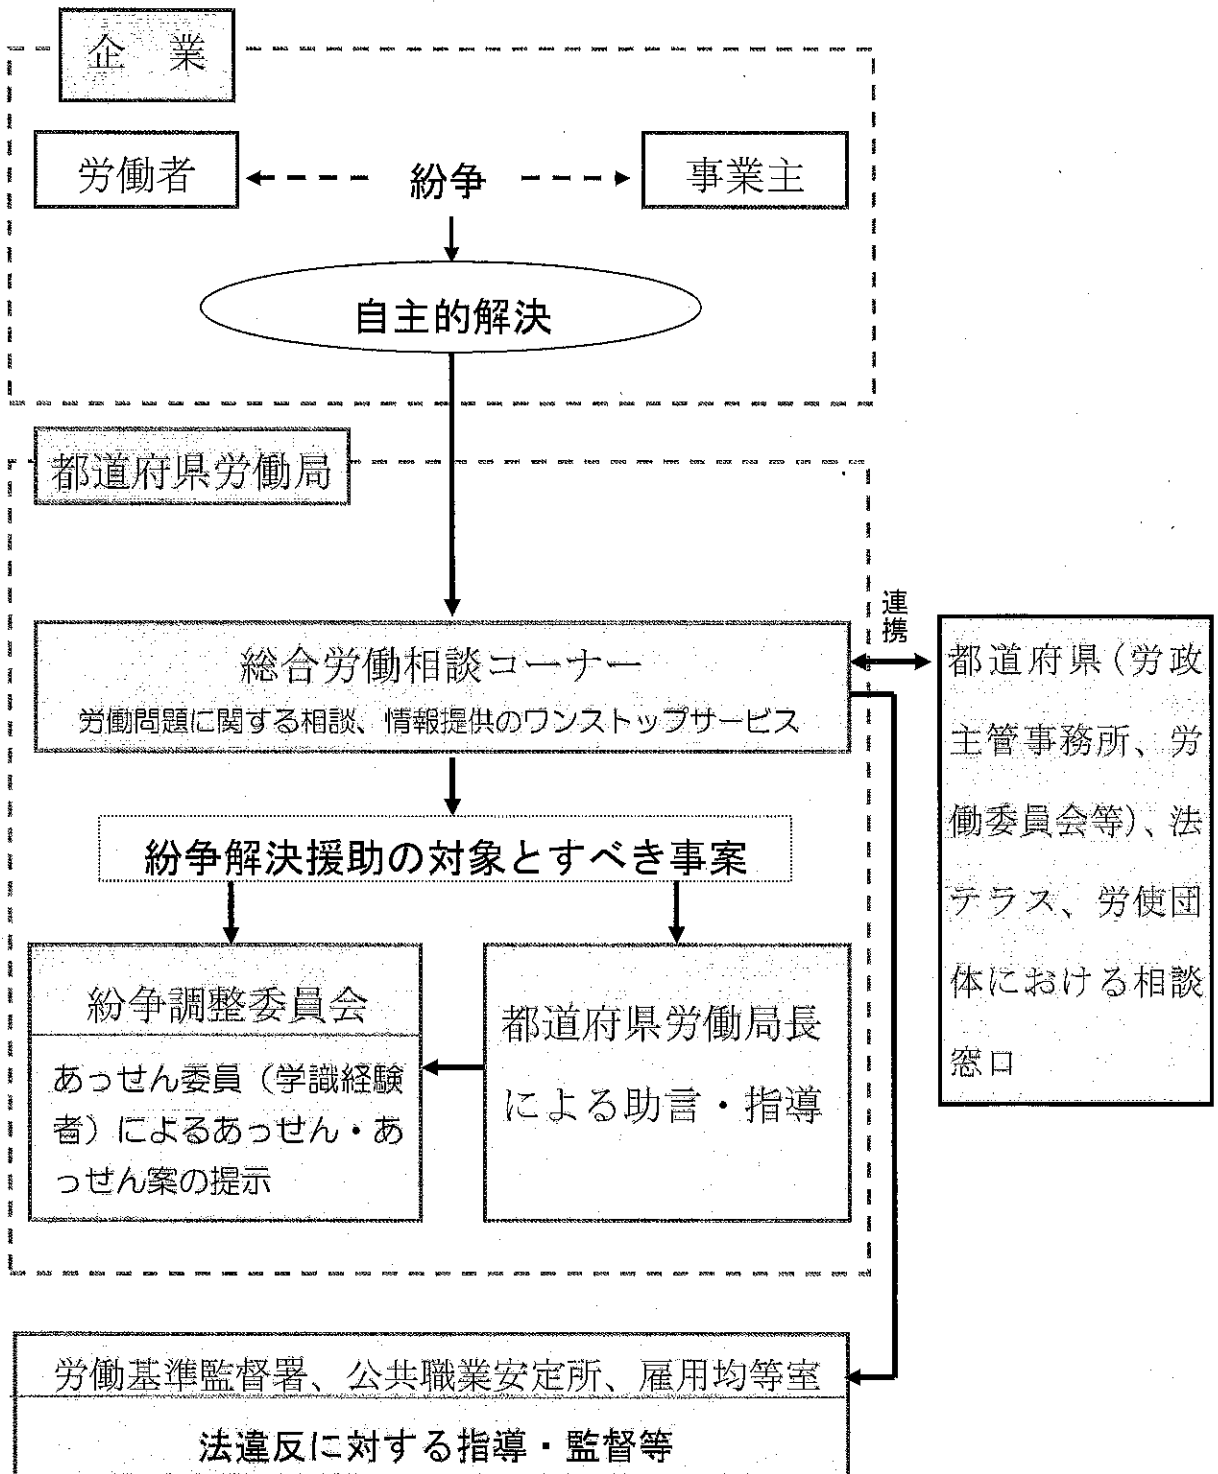 企　業
労働者
紛争
事業主
自主的解決
都道府県労働局
総合労働相談コーナー
労働問題に関する相談、情報提供のワンストップサービス
連携
都道府県（労政
主管事務所、労
働委員会等）、法
テラス、労使団
体における相談
窓口
紛争解決援助の対象とすべき事案
紛争調整委員会
あっせん委員（学識経験
者）によるあっせん・あ
っせん案の提示
都道府県労働局長
による助言・指導
労働基準監督署、公共職業安定所、雇用均等室
法違反に対する指導・監督等